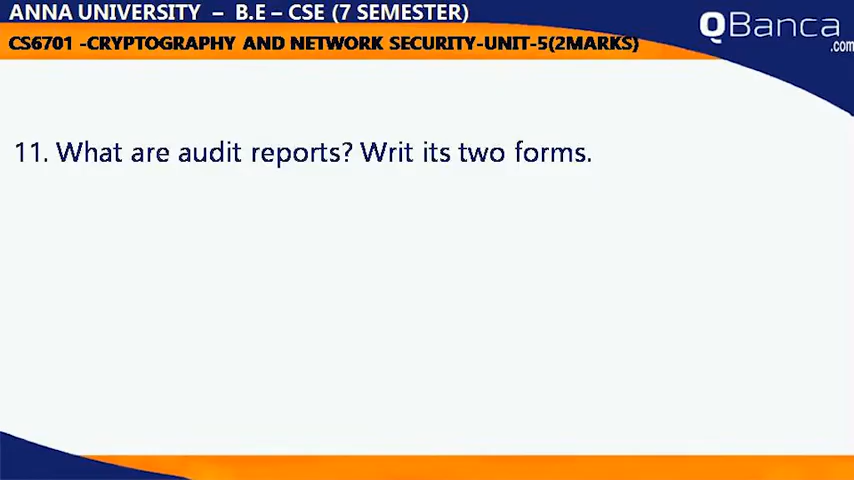 ANNA UNIVERSITY – B.E – CSE (7 SEMESTER)
CS6701 -CRYPTOGRAPHY AND NETWORK SECURITY-UNIT-5(2MARKS)
QBanca
.com
11. What are audit reports? Writ its two forms.